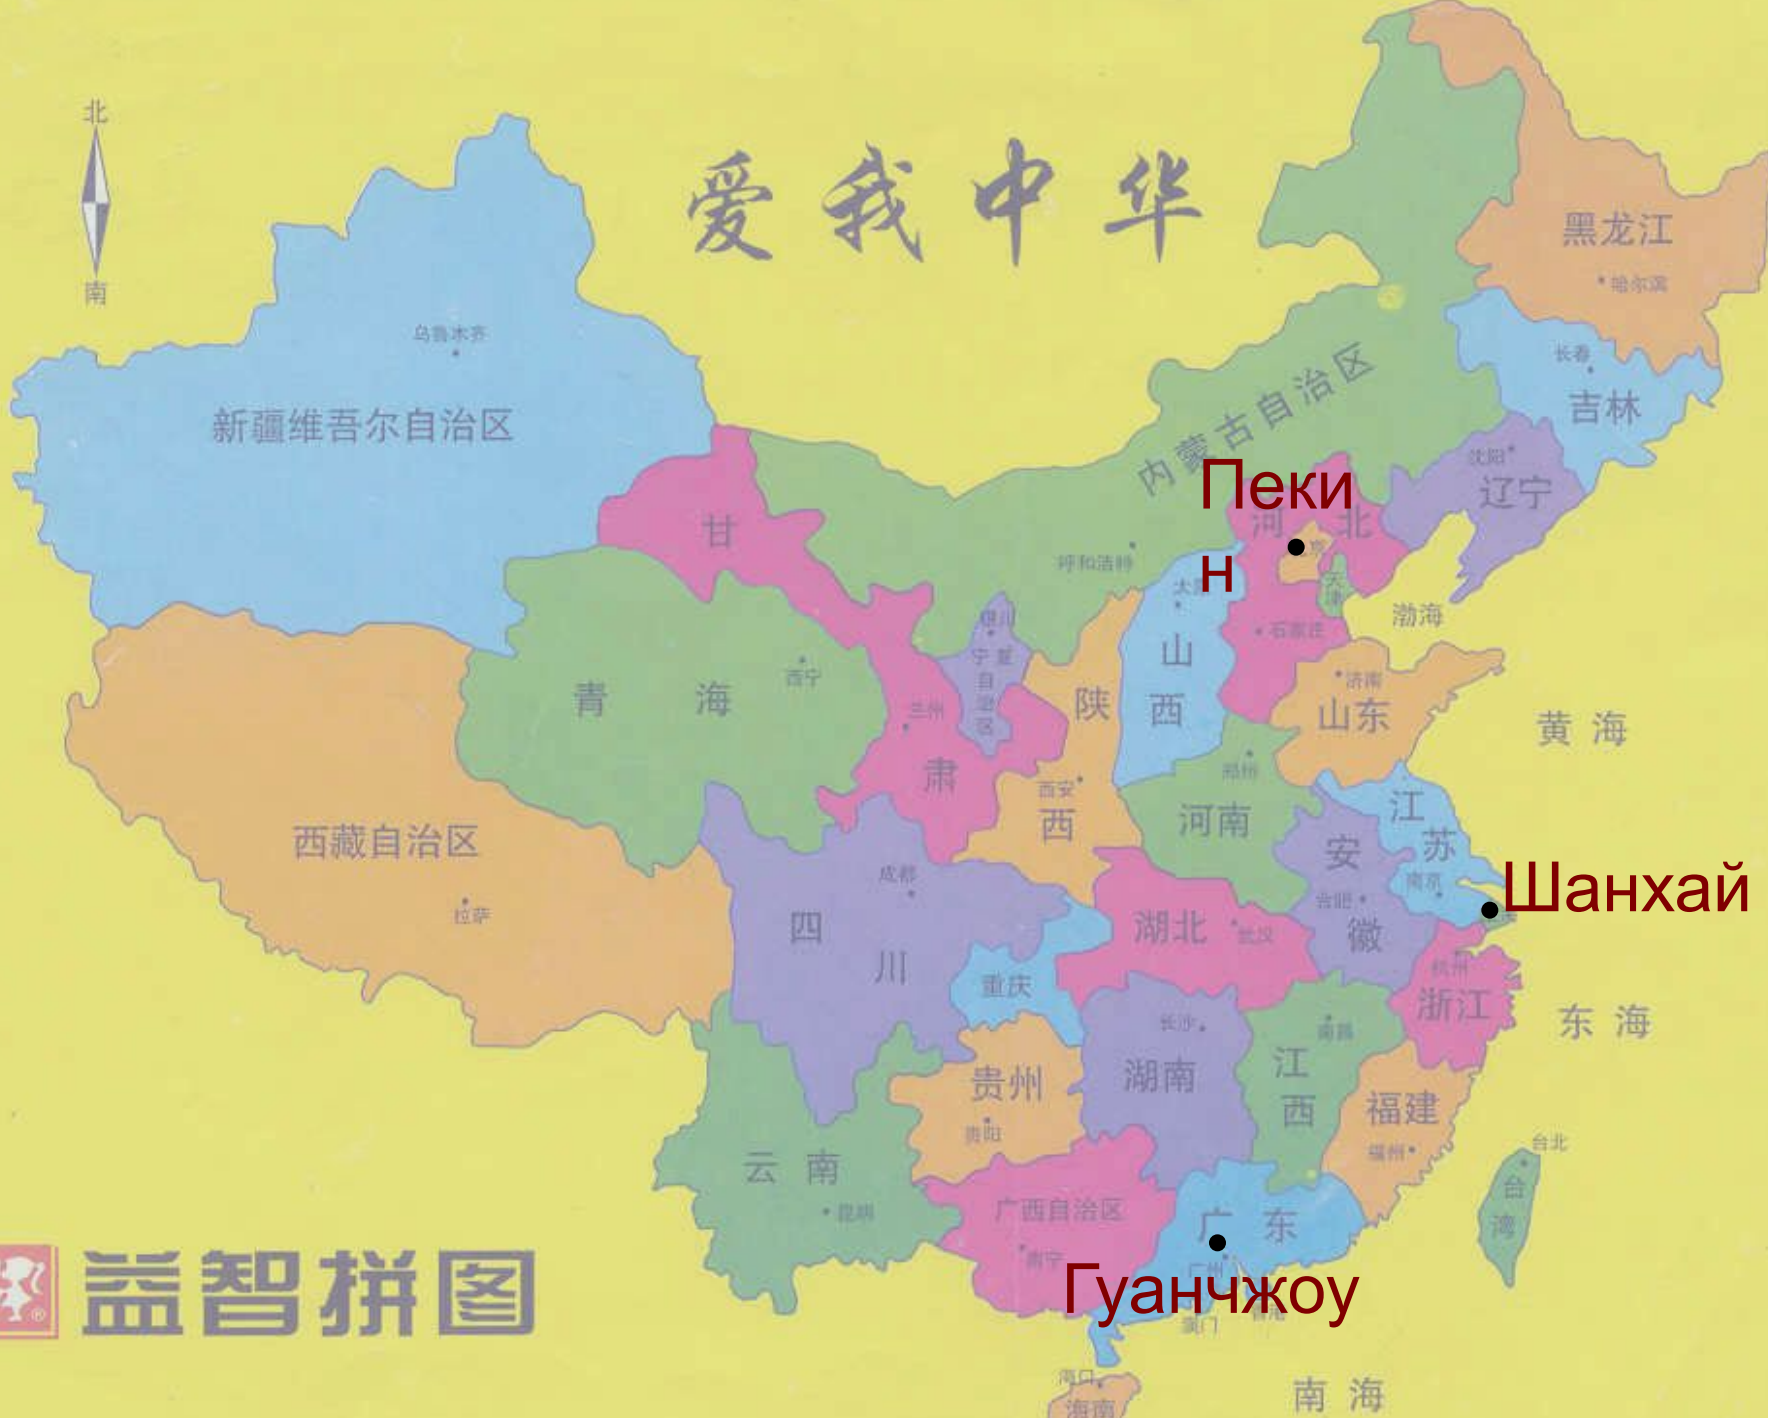 北
爱我中华
南
黑龙江
哈尔滨
乌鲁木齐
长春
吉林
新疆维吾尔自治区
内蒙古自治区
沈阳
辽宁
Пеки
н
甘
河 北
呼和浩特
天津
渤海
银川
石家庄
宁夏自治区
山西
济南
山东
西宁
青 海
兰州
陕
黄 海
肃
郑州
西安
西
河南
江
苏
西藏自治区
安
南京
Шанхай
成都
合肥
拉萨
四
川
湖北
武汉
徽
杭州
浙江
重庆
东 海
长沙
南昌
湖南
江
西
贵州
福建
贵阳
福州
台北
云 南
台
湾
昆明
广西自治区
广 东
南宁
广州
Гуанчжоу
益智拼图
®
澳门
香港
海口
海南
南 海